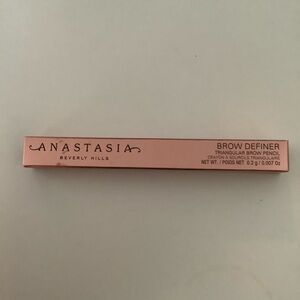 ANASTASIA
BEVERLY HILLS
BROW DEFINER
TRIANGULAR BROW PENCIL
CRAYON À SOURCILS TRIANGULAIRE
NET WT. / POIDS NET 0.2 g / 0.007 Oz